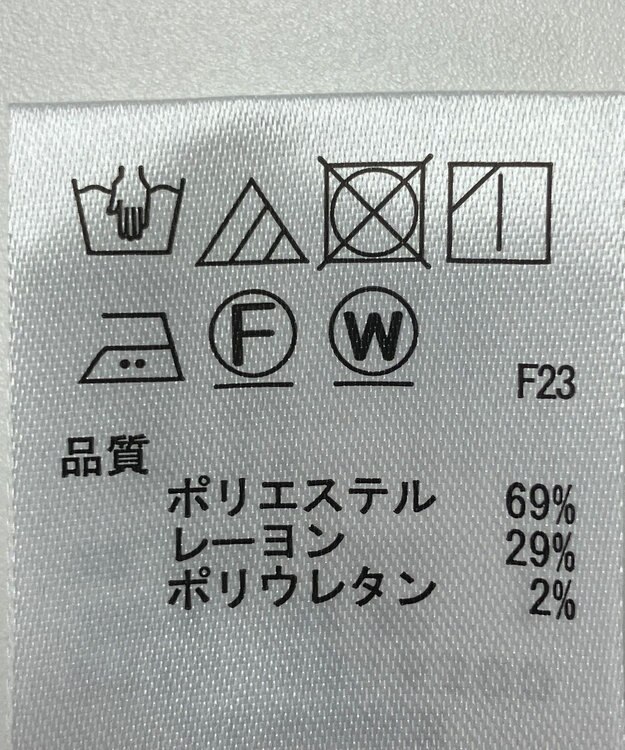 F W
F23
品質
ポリエステル 69%
レーヨン 29%
ポリウレタン 2%